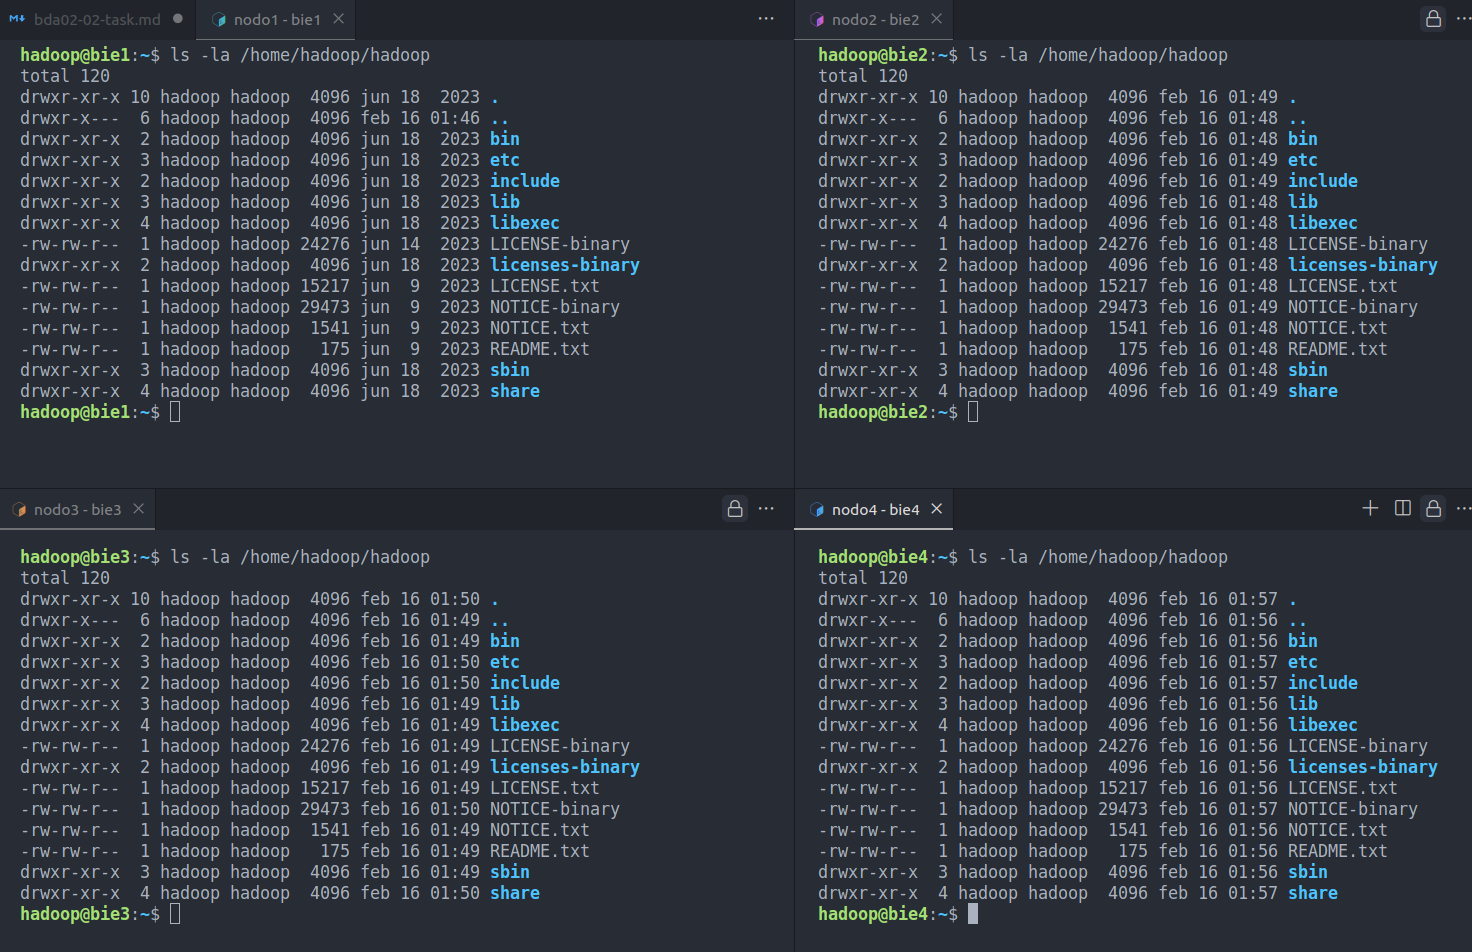 bda02-02-task.md
nodo1 - bie1
hadoop@bie1:~$ ls -la /home/hadoop/hadoop
total 120
drwxr-xr-x 10 hadoop hadoop  4096 jun 18  2023 .
drwxr-x---  6 hadoop hadoop  4096 feb 16 01:46 ..
drwxr-xr-x  2 hadoop hadoop  4096 jun 18  2023 bin
drwxr-xr-x  3 hadoop hadoop  4096 jun 18  2023 etc
drwxr-xr-x  2 hadoop hadoop  4096 jun 18  2023 include
drwxr-xr-x  3 hadoop hadoop  4096 jun 18  2023 lib
drwxr-xr-x  4 hadoop hadoop  4096 jun 18  2023 libexec
-rw-rw-r--  1 hadoop hadoop 24276 jun 14  2023 LICENSE-binary
drwxr-xr-x  2 hadoop hadoop  4096 jun 18  2023 licenses-binary
-rw-rw-r--  1 hadoop hadoop 15217 jun  9  2023 LICENSE.txt
-rw-rw-r--  1 hadoop hadoop 29473 jun  9  2023 NOTICE-binary
-rw-rw-r--  1 hadoop hadoop  1541 jun  9  2023 NOTICE.txt
-rw-rw-r--  1 hadoop hadoop   175 jun  9  2023 README.txt
drwxr-xr-x  3 hadoop hadoop  4096 jun 18  2023 sbin
drwxr-xr-x  4 hadoop hadoop  4096 jun 18  2023 share
hadoop@bie1:~$
nodo2 - bie2
hadoop@bie2:~$ ls -la /home/hadoop/hadoop
total 120
drwxr-xr-x 10 hadoop hadoop  4096 feb 16 01:49 .
drwxr-x---  6 hadoop hadoop  4096 feb 16 01:48 ..
drwxr-xr-x  2 hadoop hadoop  4096 feb 16 01:48 bin
drwxr-xr-x  3 hadoop hadoop  4096 feb 16 01:49 etc
drwxr-xr-x  2 hadoop hadoop  4096 feb 16 01:49 include
drwxr-xr-x  3 hadoop hadoop  4096 feb 16 01:48 lib
drwxr-xr-x  4 hadoop hadoop  4096 feb 16 01:48 libexec
-rw-rw-r--  1 hadoop hadoop 24276 feb 16 01:48 LICENSE-binary
drwxr-xr-x  2 hadoop hadoop  4096 feb 16 01:48 licenses-binary
-rw-rw-r--  1 hadoop hadoop 15217 feb 16 01:48 LICENSE.txt
-rw-rw-r--  1 hadoop hadoop 29473 feb 16 01:49 NOTICE-binary
-rw-rw-r--  1 hadoop hadoop  1541 feb 16 01:48 NOTICE.txt
-rw-rw-r--  1 hadoop hadoop   175 feb 16 01:48 README.txt
drwxr-xr-x  3 hadoop hadoop  4096 feb 16 01:48 sbin
drwxr-xr-x  4 hadoop hadoop  4096 feb 16 01:49 share
hadoop@bie2:~$
nodo3 - bie3
hadoop@bie3:~$ ls -la /home/hadoop/hadoop
total 120
drwxr-xr-x 10 hadoop hadoop  4096 feb 16 01:50 .
drwxr-x---  6 hadoop hadoop  4096 feb 16 01:49 ..
drwxr-xr-x  2 hadoop hadoop  4096 feb 16 01:49 bin
drwxr-xr-x  3 hadoop hadoop  4096 feb 16 01:50 etc
drwxr-xr-x  2 hadoop hadoop  4096 feb 16 01:50 include
drwxr-xr-x  3 hadoop hadoop  4096 feb 16 01:49 lib
drwxr-xr-x  4 hadoop hadoop  4096 feb 16 01:49 libexec
-rw-rw-r--  1 hadoop hadoop 24276 feb 16 01:49 LICENSE-binary
drwxr-xr-x  2 hadoop hadoop  4096 feb 16 01:49 licenses-binary
-rw-rw-r--  1 hadoop hadoop 15217 feb 16 01:49 LICENSE.txt
-rw-rw-r--  1 hadoop hadoop 29473 feb 16 01:50 NOTICE-binary
-rw-rw-r--  1 hadoop hadoop  1541 feb 16 01:49 NOTICE.txt
-rw-rw-r--  1 hadoop hadoop   175 feb 16 01:49 README.txt
drwxr-xr-x  3 hadoop hadoop  4096 feb 16 01:49 sbin
drwxr-xr-x  4 hadoop hadoop  4096 feb 16 01:50 share
hadoop@bie3:~$
nodo4 - bie4
hadoop@bie4:~$ ls -la /home/hadoop/hadoop
total 120
drwxr-xr-x 10 hadoop hadoop  4096 feb 16 01:57 .
drwxr-x---  6 hadoop hadoop  4096 feb 16 01:56 ..
drwxr-xr-x  2 hadoop hadoop  4096 feb 16 01:56 bin
drwxr-xr-x  3 hadoop hadoop  4096 feb 16 01:57 etc
drwxr-xr-x  2 hadoop hadoop  4096 feb 16 01:57 include
drwxr-xr-x  3 hadoop hadoop  4096 feb 16 01:56 lib
drwxr-xr-x  4 hadoop hadoop  4096 feb 16 01:56 libexec
-rw-rw-r--  1 hadoop hadoop 24276 feb 16 01:56 LICENSE-binary
drwxr-xr-x  2 hadoop hadoop  4096 feb 16 01:56 licenses-binary
-rw-rw-r--  1 hadoop hadoop 15217 feb 16 01:56 LICENSE.txt
-rw-rw-r--  1 hadoop hadoop 29473 feb 16 01:57 NOTICE-binary
-rw-rw-r--  1 hadoop hadoop  1541 feb 16 01:56 NOTICE.txt
-rw-rw-r--  1 hadoop hadoop   175 feb 16 01:56 README.txt
drwxr-xr-x  3 hadoop hadoop  4096 feb 16 01:56 sbin
drwxr-xr-x  4 hadoop hadoop  4096 feb 16 01:57 share
hadoop@bie4:~$